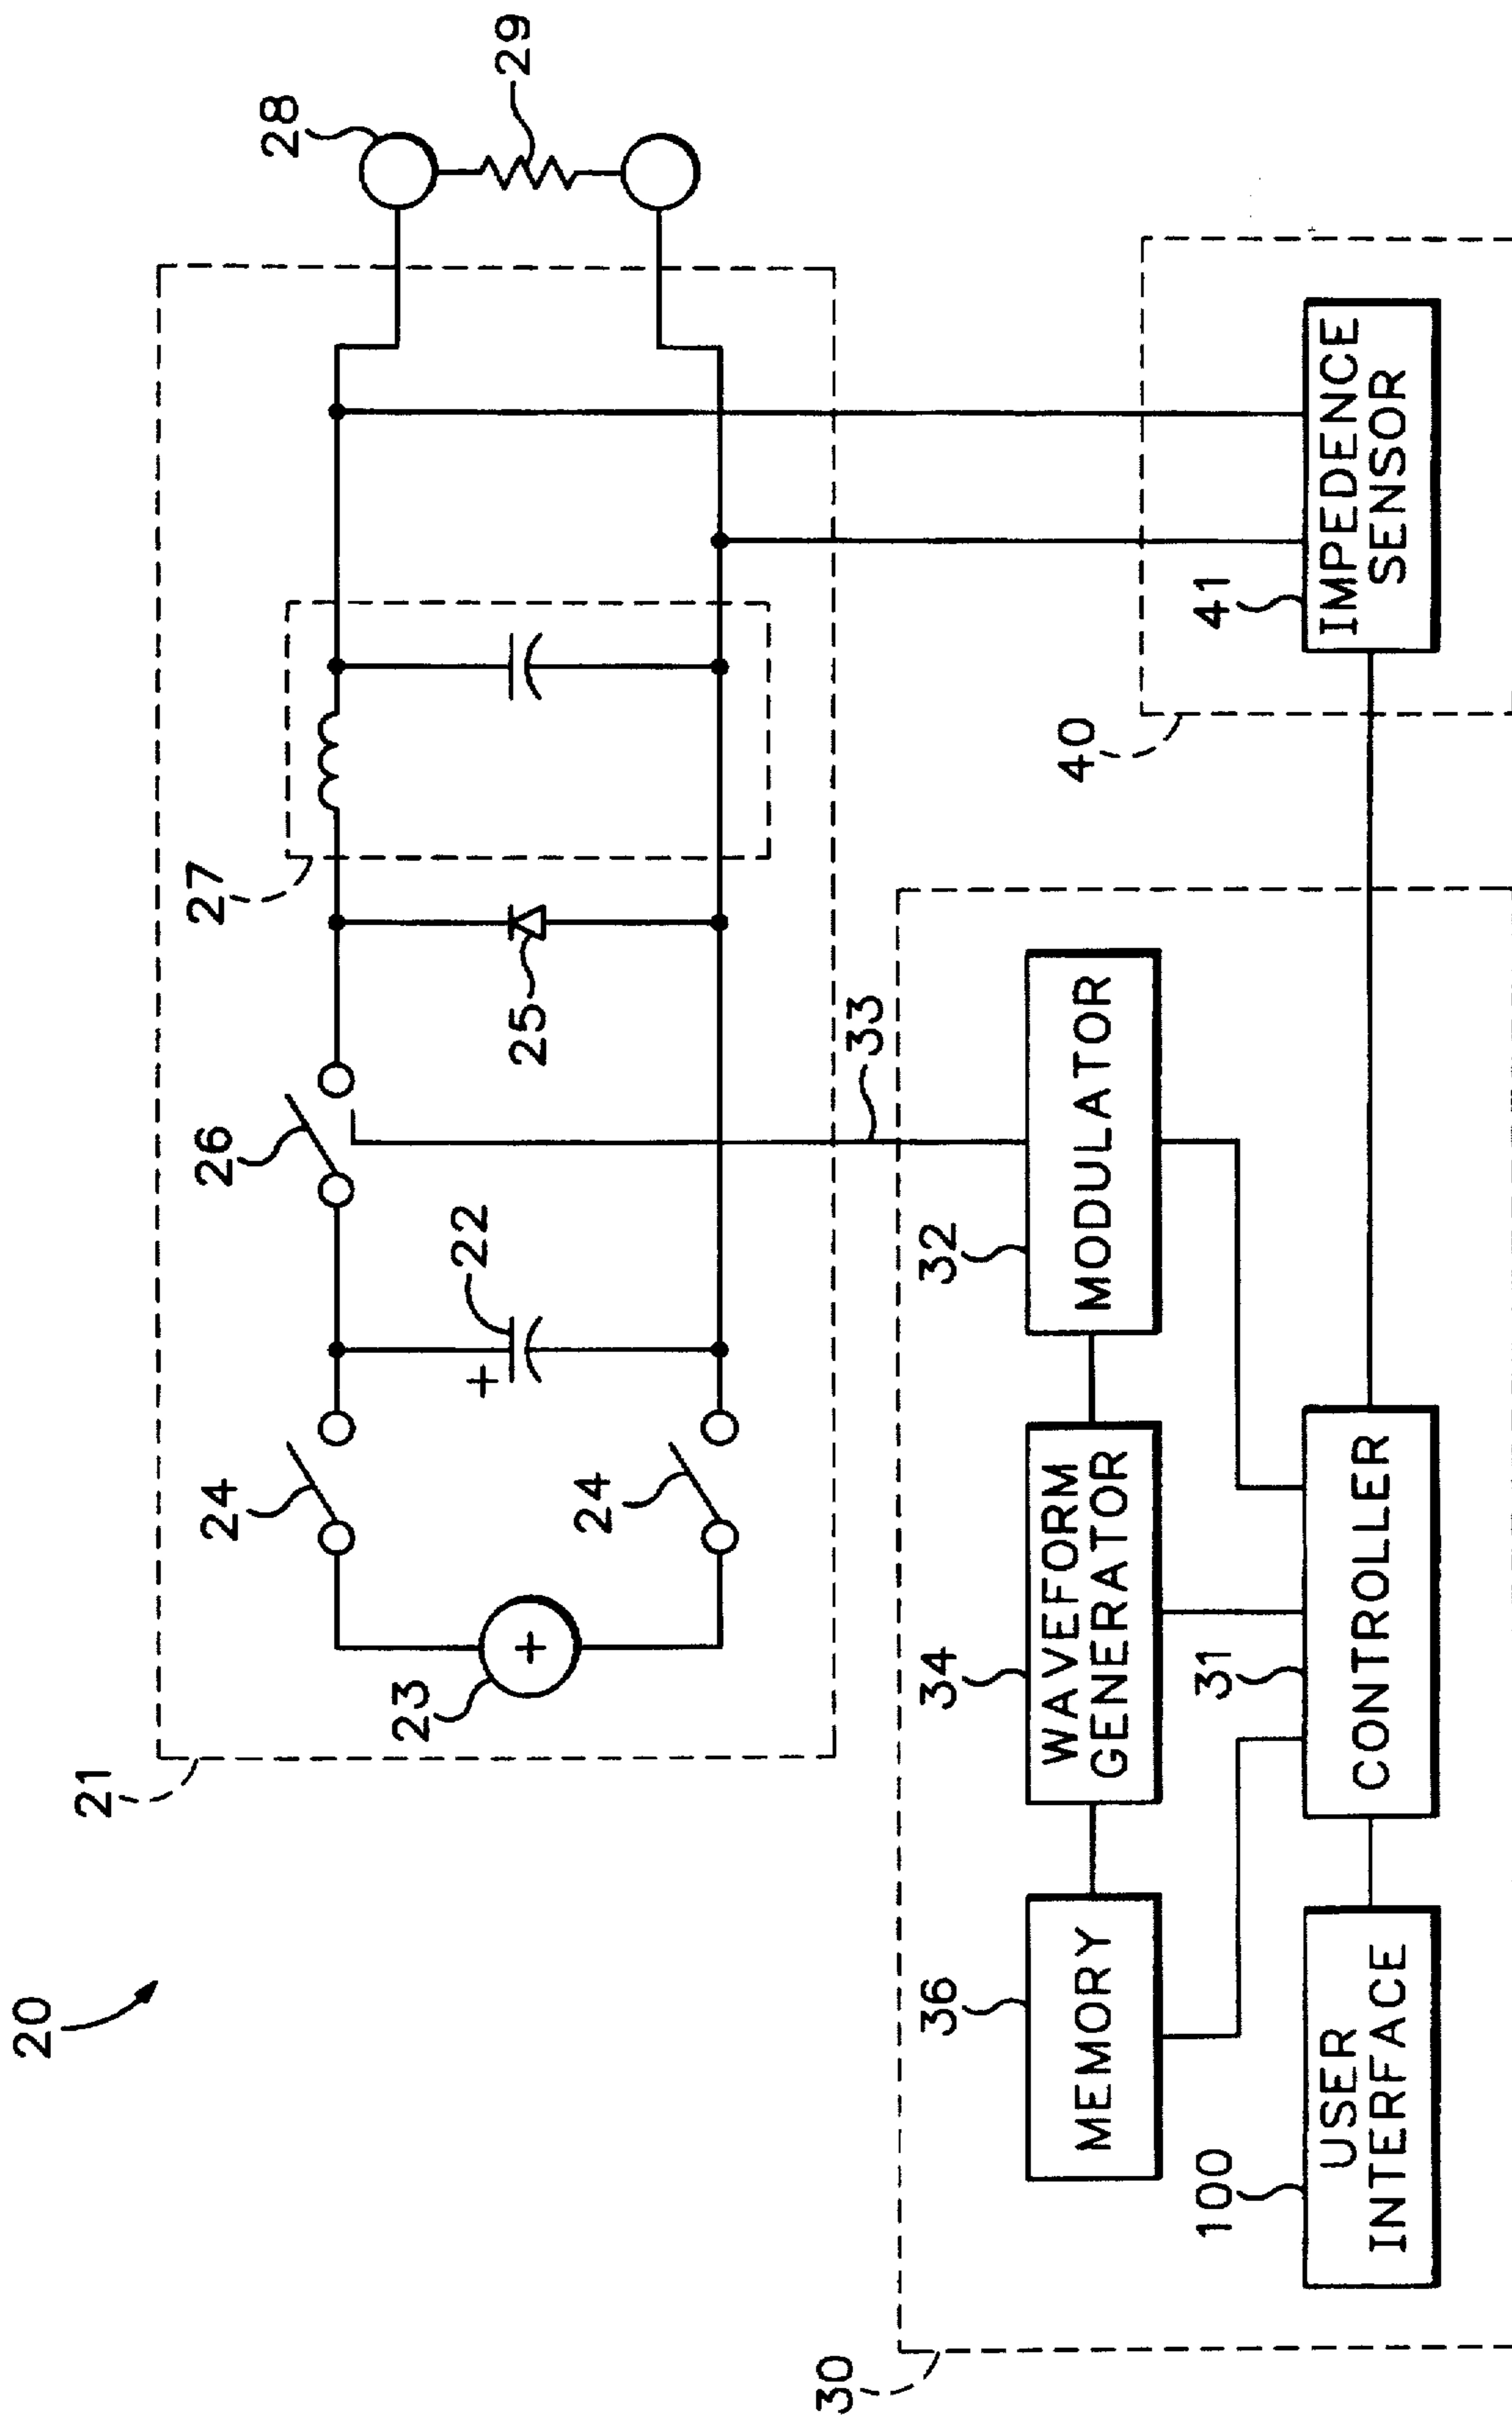 20
21
23
24
24
22
26
25
27
28
29
33
30
36
MEMORY
34
WAVEFORM
GENERATOR
32
MODULATOR
100
USER
INTERFACE
31
CONTROLLER
40
41
IMPEDENCE
SENSOR
+
+